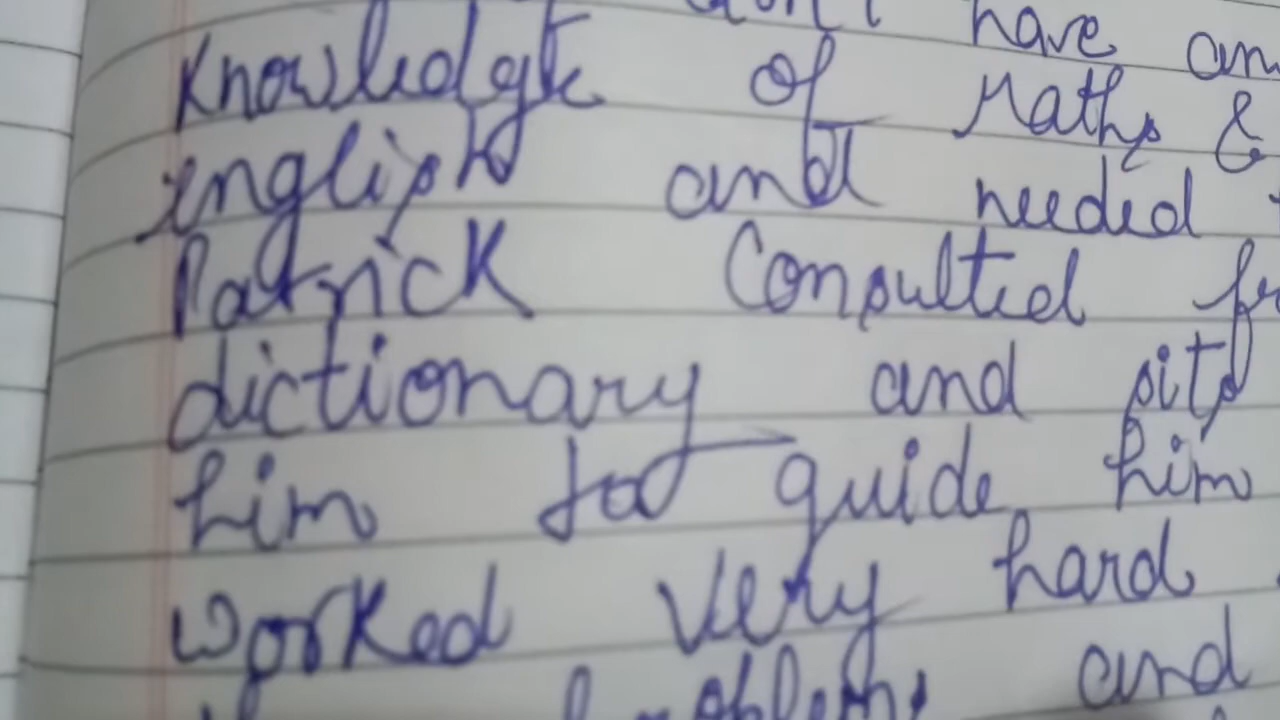 have
Knowledge of Maths &
english and needed
Patrick Consulted
dictionary and sits
him to guide him
worked very hard
and